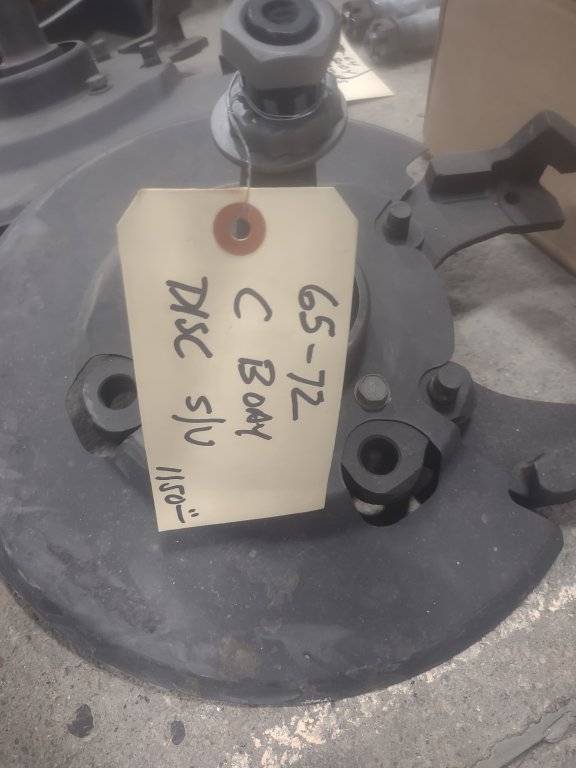 65-72
C BODY
DISC S/U
1150—